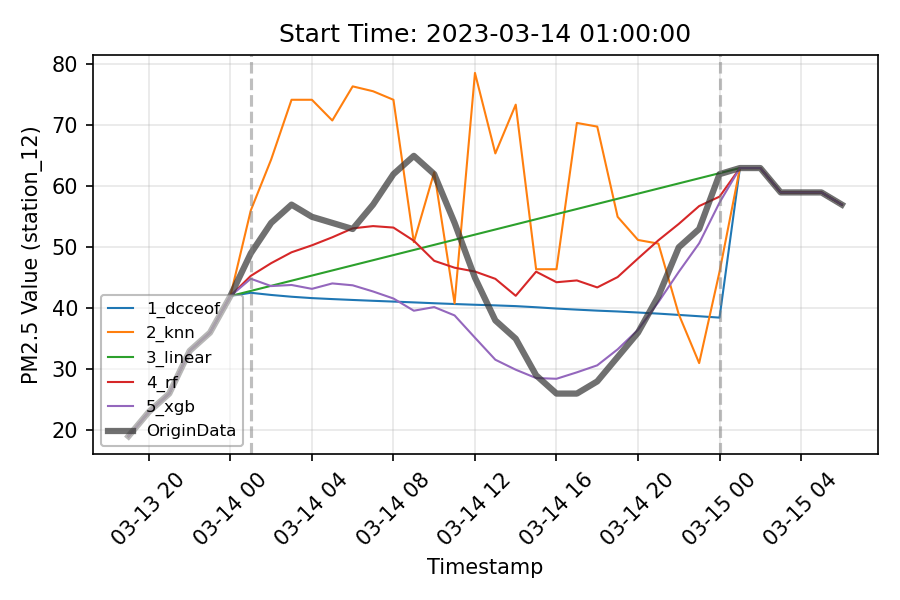 Start Time: 2023-03-14 01:00:00
PM2.5 Value (station_12)
80
70
60
50
40
30
20
1_dcceof
2_knn
3_linear
4_rf
5_xgb
OriginData
03-13 20
03-14 00
03-14 04
03-14 08
03-14 12
03-14 16
03-14 20
03-15 00
03-15 04
Timestamp